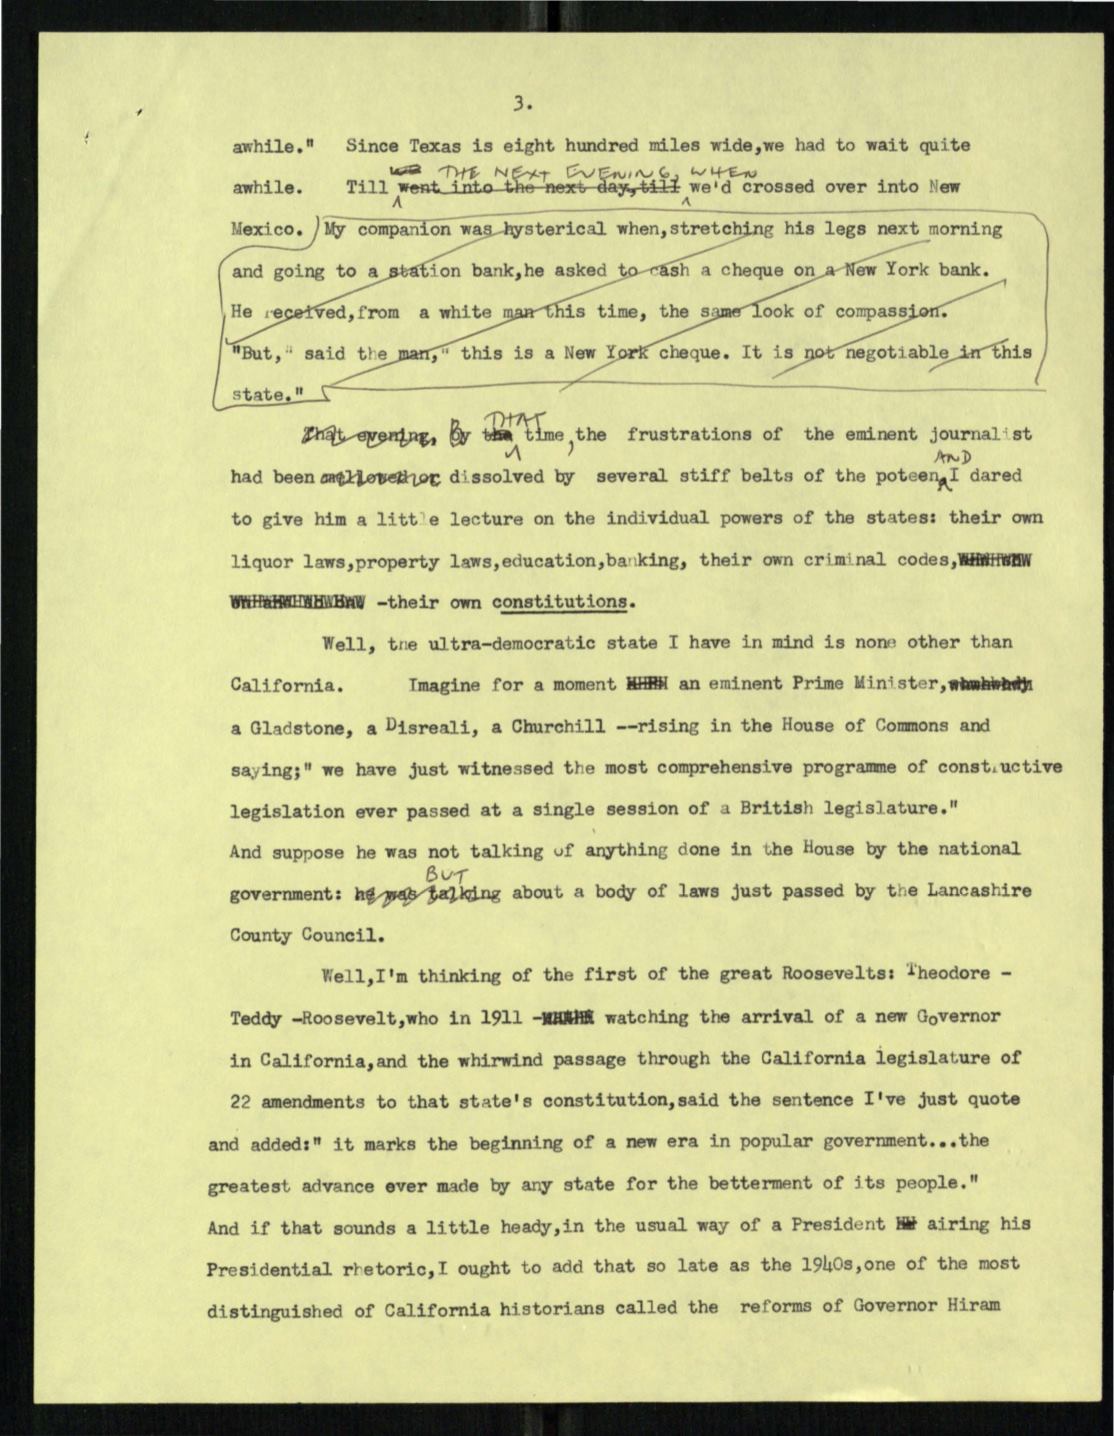 3.
awhile."   Since Texas is eight hundred miles wide,we had to wait quite
THE NEXT EVENING, WHEN
awhile.   Till went into the next day,till we'd crossed over into New
Mexico. My companion was hysterical when,stretching his legs next morning
and going to a station bank,he asked to cash a cheque on a New York bank.
He received,from  a white man this time, the same look of compassion.
"But," said the man," this is a New York cheque. It is not negotiable in this
state."
THAT
That evening, By the time,the  frustrations of  the eminent journalist
AND
had been mellowed or dissolved by  several stiff belts of the poteen I dared
to give him a little lecture on the individual powers of the states: their own
liquor laws,property laws,education,banking, their own criminal codes,
-their own constitutions.
Well, the ultra-democratic state I have in mind is none other than
California.      Imagine for a moment an eminent Prime Minister,
a Gladstone, a Disreali, a Churchill --rising in the House of Commons and
saying;" we have just witnessed the most comprehensive programme of constructive
legislation ever passed at a single session of a British legislature."
And suppose he was not talking of anything done in the House by the national
BUT
government: he was talking about a body of laws just passed by the Lancashire
County Council.
Well,I'm thinking of the first of the great Roosevelts: Theodore -
Teddy -Roosevelt,who in 1911 - watching the arrival of a new Governor
in California,and the whirwind passage through the California legislature of
22 amendments to that state's constitution,said the sentence I've just quote
and added:" it marks the beginning of a new era in popular government...the
greatest advance ever made by any state for the betterment of its people."
And if that sounds a little heady,in the usual way of a President airing his
Presidential rhetoric,I ought to add that so late as the 1940s,one of the most
distinguished of California historians called the  reforms of Governor Hiram